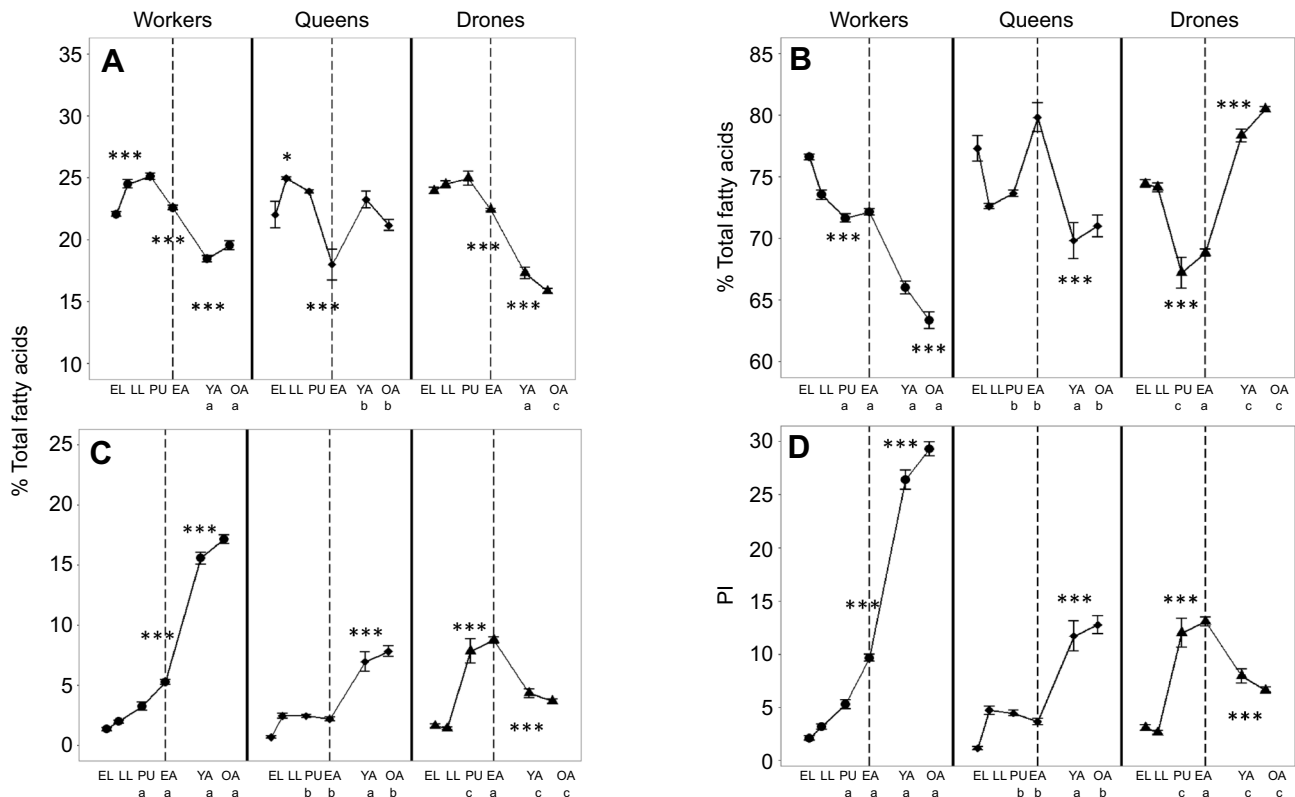 Workers Queens Drones
A
35
30
25
20
15
10
***
***
***
*
***
***
***
EL LL PU EA YA OA EL LL PU EA YA OA EL LL PU EA YA OA
a a b b a c
Workers Queens Drones
B
% Total fatty acids
85
80
75
70
65
60
***
***
***
***
***
EL LL PU EA YA OA EL LL PU EA YA OA EL LL PU EA YA OA
a a a a b b a b c a c c
% Total fatty acids
C
25
20
15
10
5
0
***
***
***
***
***
EL LL PU EA YA OA EL LL PU EA YA OA EL LL PU EA YA OA
a a a a b b a b c a c c
D
PI
30
25
20
15
10
5
0
***
***
***
***
***
EL LL PU EA YA OA EL LL PU EA YA OA EL LL PU EA YA OA
a a a a b b a b c a c c